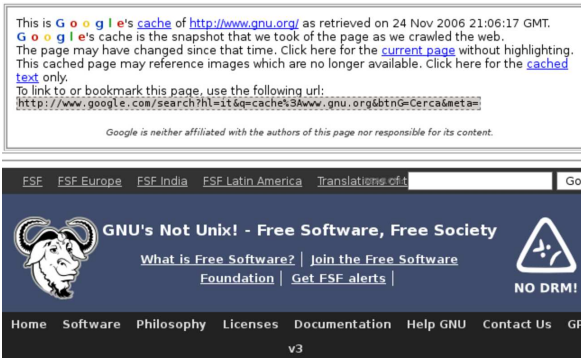 This is Google's cache of http://www.gnu.org/ as retrieved on 24 Nov 2006 21:06:17 GMT.
Google's cache is the snapshot that we took of the page as we crawled the web.
The page may have changed since that time. Click here for the current page without highlighting.
This cached page may reference images which are no longer available. Click here for the cached
text only.
To link to or bookmark this page, use the following url:
http://www.google.com/search?hl=it&q=cache%3Awww.gnu.org&btnG=Cerca&meta=
Google is neither affiliated with the authors of this page nor responsible for its content.
FSF FSF Europe FSF India FSF Latin America Translations of t Go
GNU's Not Unix! - Free Software, Free Society
What is Free Software? | Join the Free Software
Foundation | Get FSF alerts |
NO DRM!
Home Software Philosophy Licenses Documentation Help GNU Contact Us GP
v3